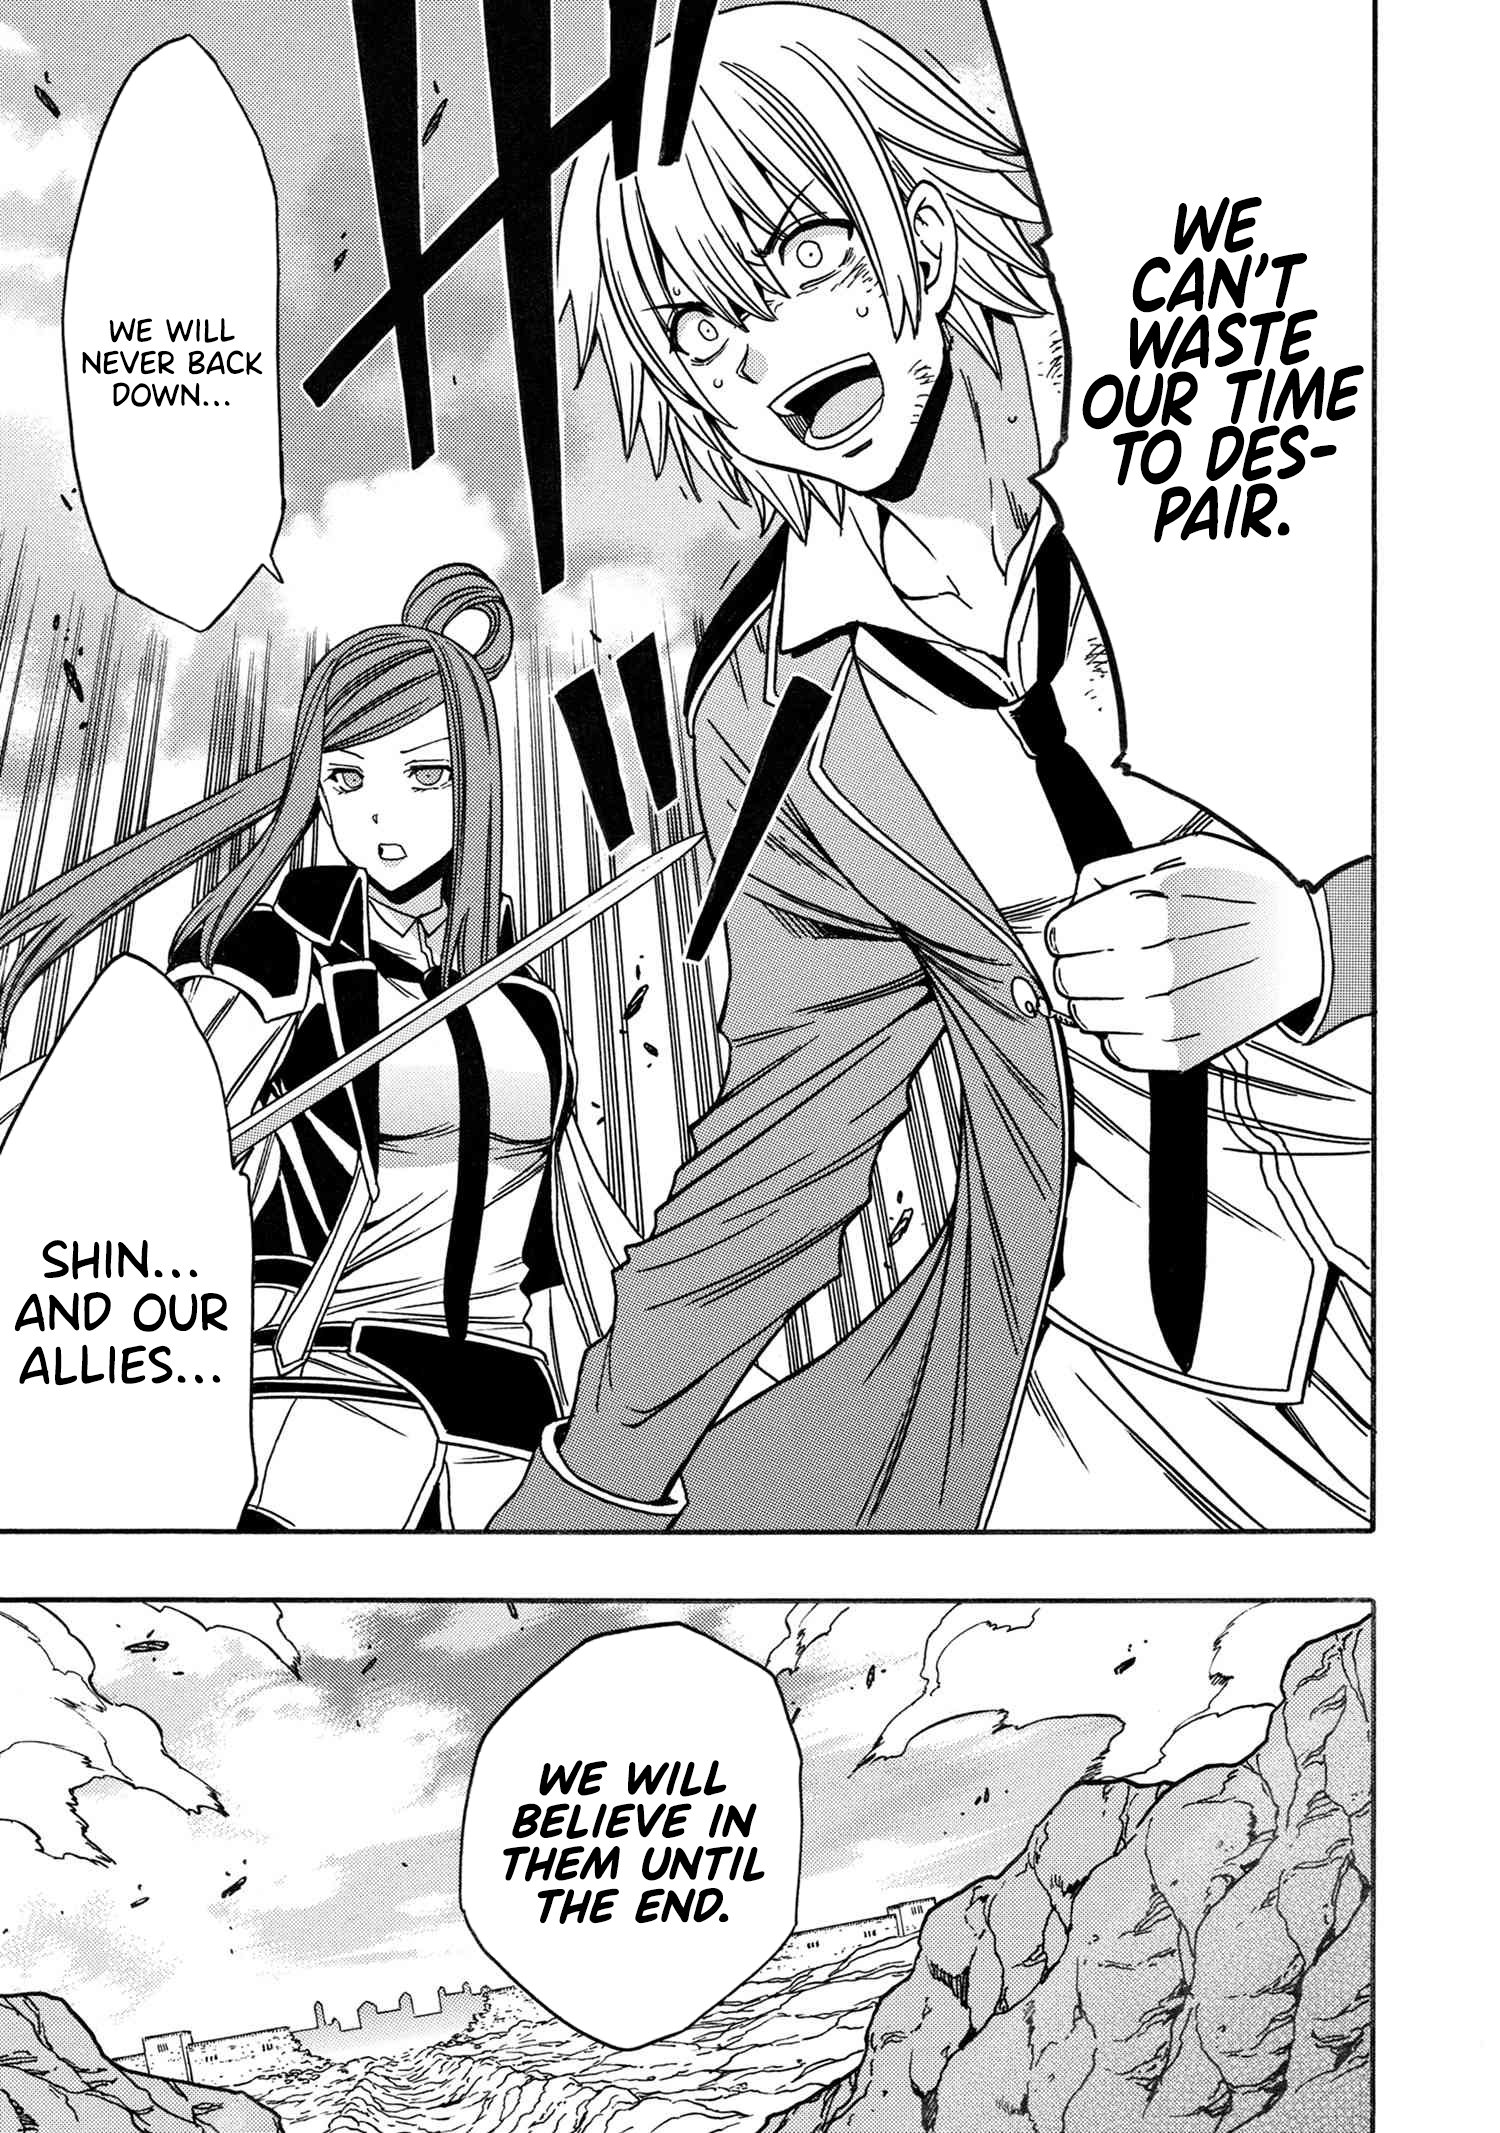 WE
CAN'T
WASTE
OUR TIME
TO DES-
PAIR.
WE WILL
NEVER BACK
DOWN...
SHIN...
AND OUR
ALLIES...
WE WILL
BELIEVE IN
THEM UNTIL
THE END.